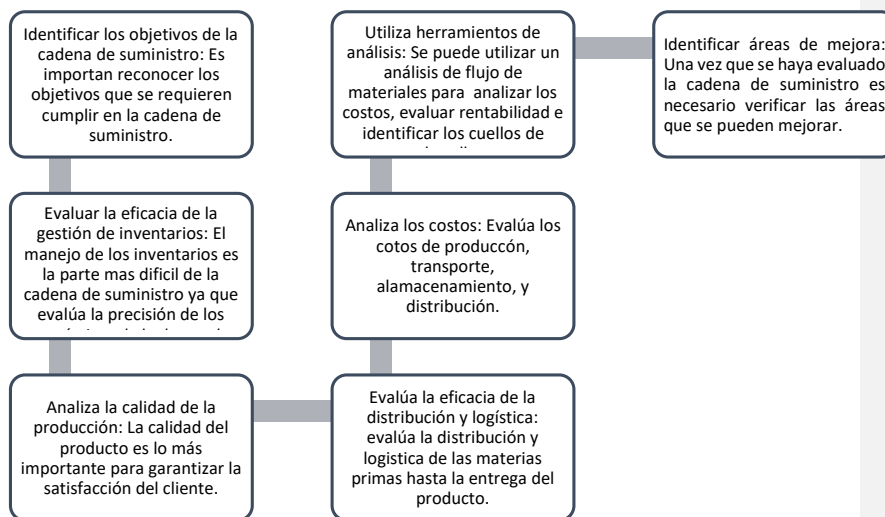 Identificar los objetivos de la
cadena de suministro: Es
importan reconocer los
objetivos que se requieren
cumplir en la cadena de
suministro.
Evaluar la eficacia de la
gestión de inventarios: El
manejo de los inventarios es
la parte mas dificil de la
cadena de suministro ya que
evalúa la precisión de los
Analiza la calidad de la
producción: La calidad del
producto es lo más
importante para garantizar la
satisfacción del cliente.
Evalúa la eficacia de la
distribución y logística:
evalúa la distribución y
logistica de las materias
primas hasta la entrega del
producto.
Analiza los costos: Evalúa los
cotos de produccón,
transporte,
alamacenamiento, y
distribución.
Utiliza herramientos de
análisis: Se puede utilizar un
análisis de flujo de
materiales para analizar los
costos, evaluar rentabilidad e
identificar los cuellos de
Identificar áreas de mejora:
Una vez que se haya evaluado
la cadena de suministro es
necesario verificar las áreas
que se pueden mejorar.